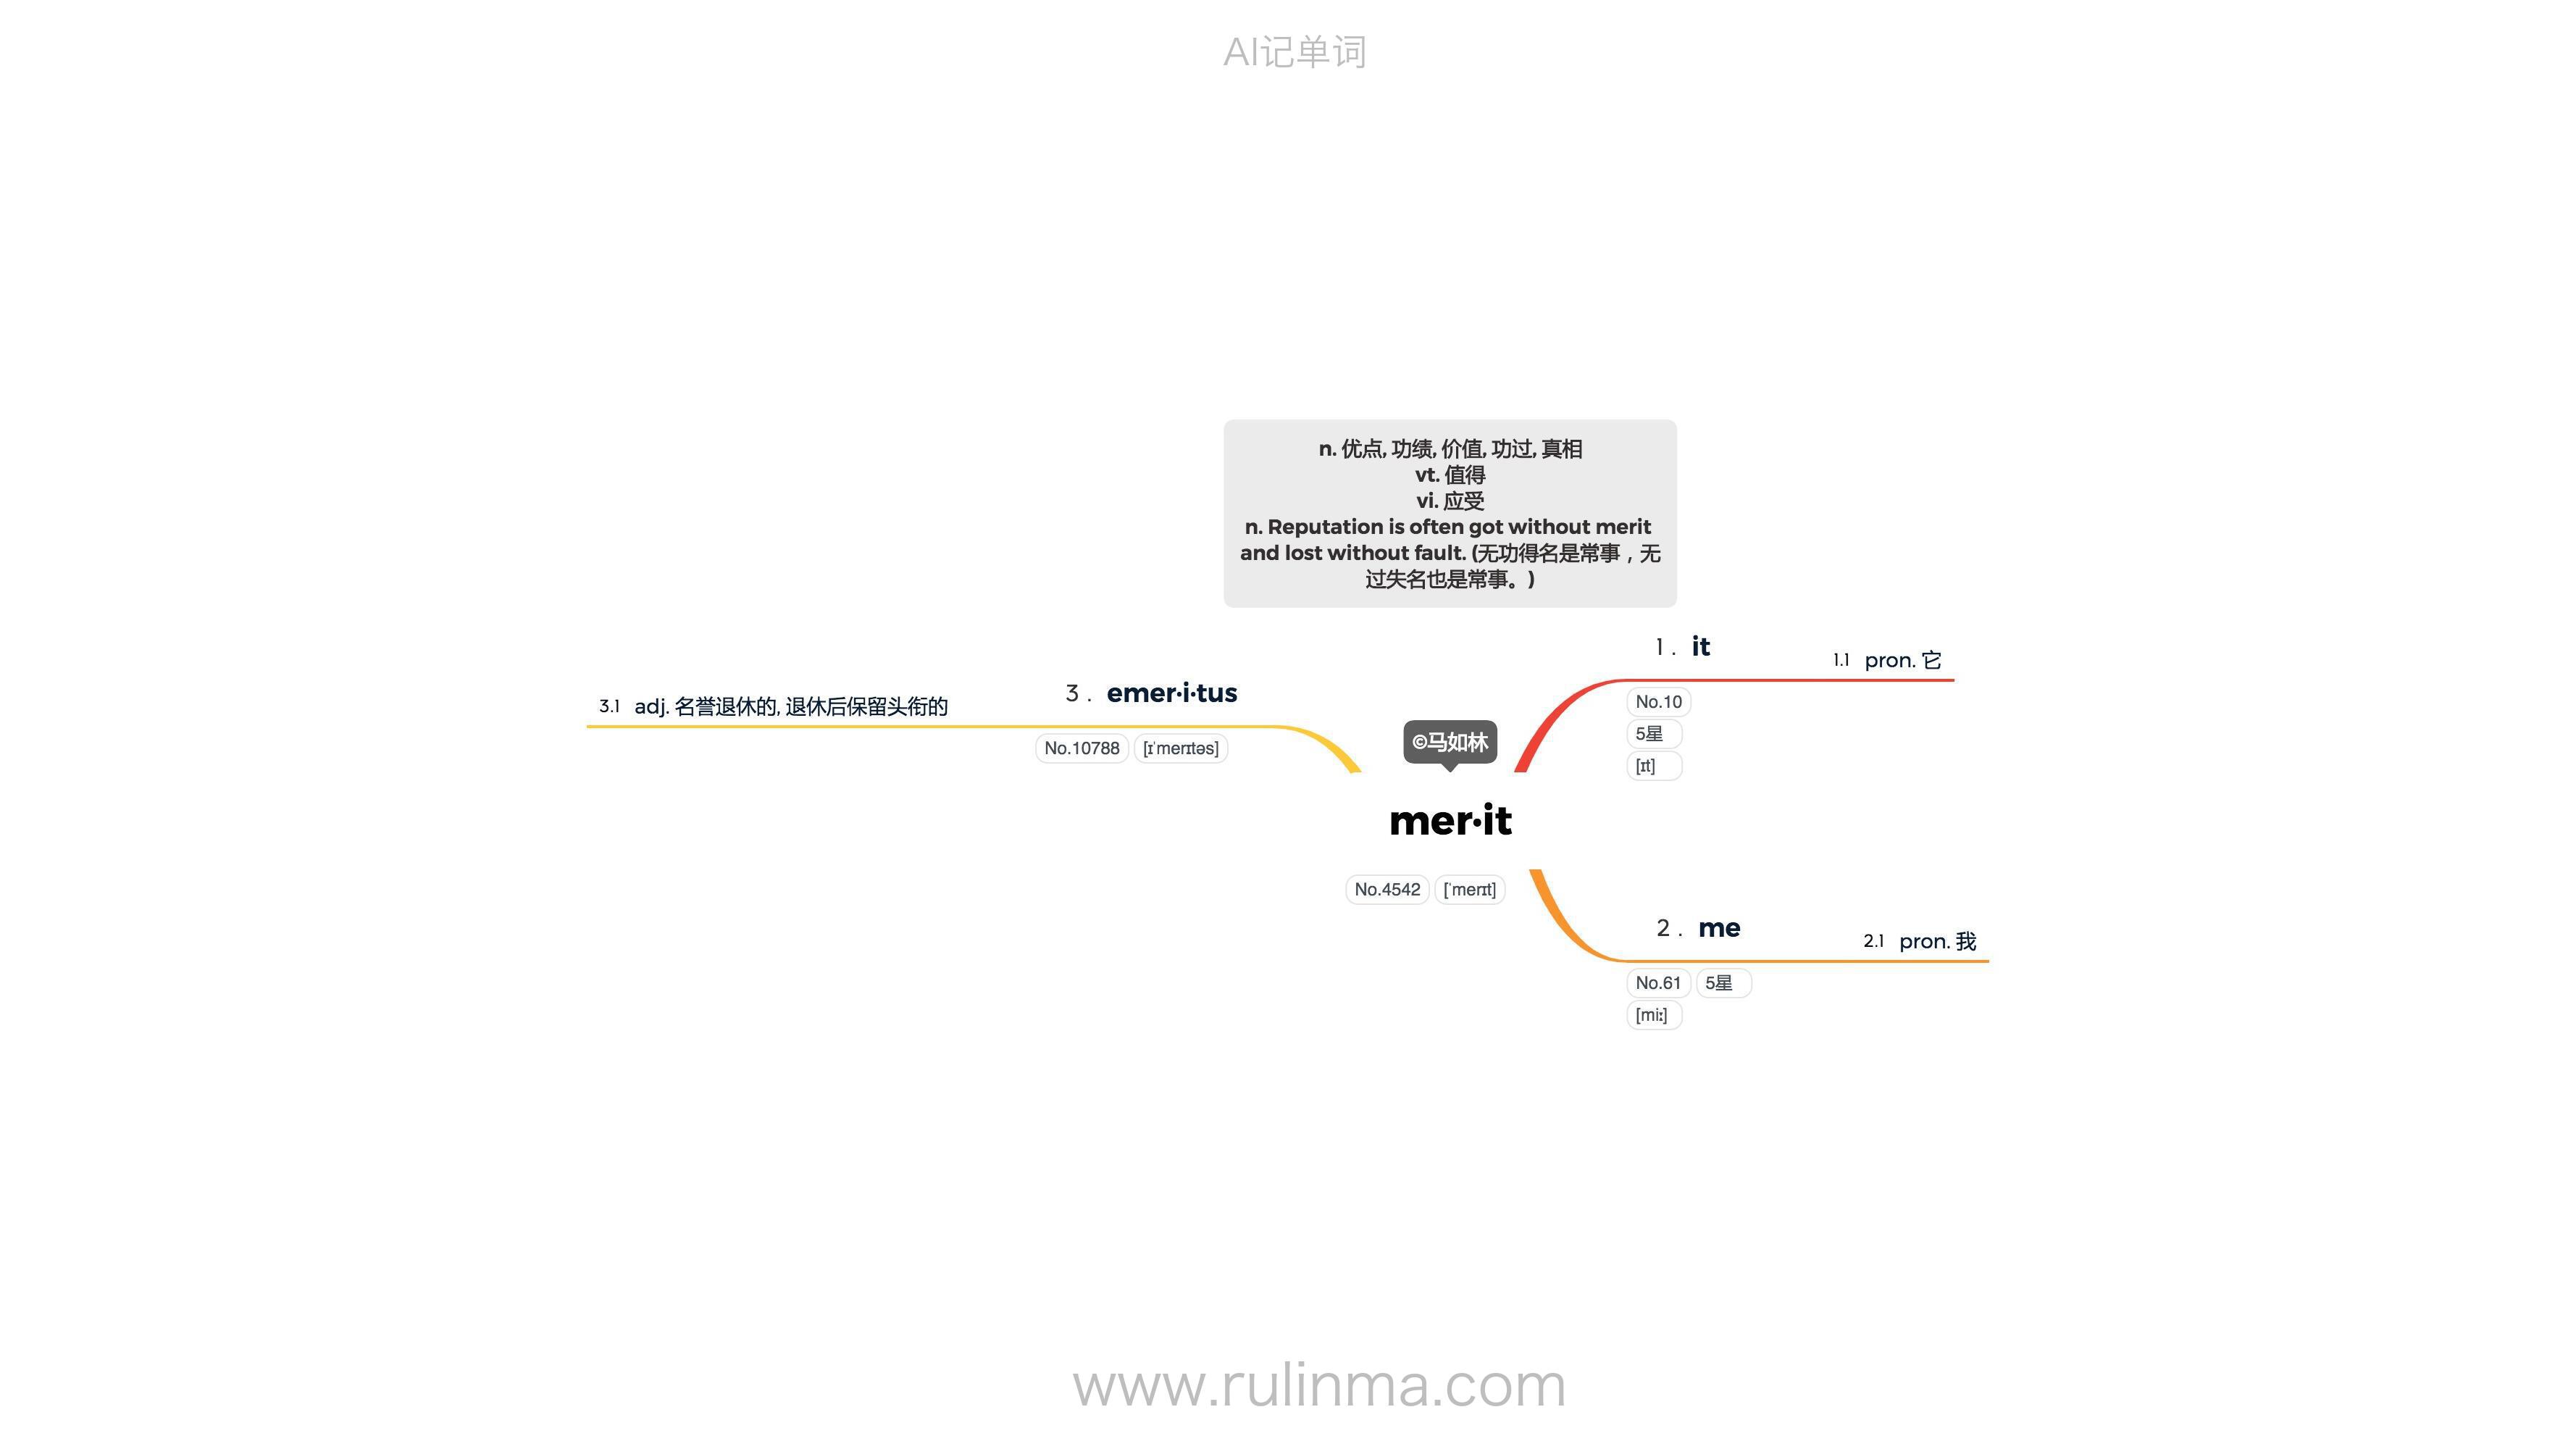 AI记单词
n. 优点, 功绩, 价值, 功过, 真相
vt. 值得
vi. 应受
n. Reputation is often got without merit
and lost without fault. (无功得名是常事，无
过失名也是常事。)
1 . it
1.1 pron. 它
No.10
5星
[ɪt]
3.1 adj. 名誉退休的, 退休后保留头衔的
3 . emer·i·tus
No.10788 [ɪˈmerɪtəs]
©马如林
mer·it
No.4542 [ˈmerɪt]
2 . me
2.1 pron. 我
No.61 5星
[miː]
www.rulinma.com